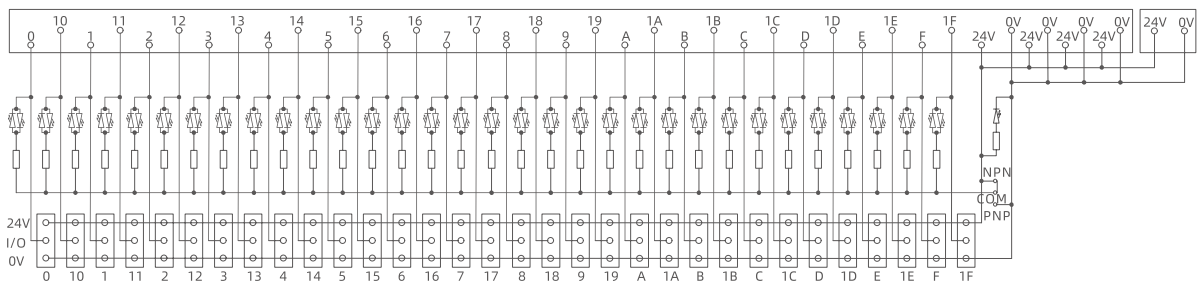 10 11 12 13 14 15 16 17 18 19 1A 1B 1C 1D 1E 1F 0V 0V 0V 0V 24V 0V
0 1 2 3 4 5 6 7 8 9 A B C D E F 24V 24V 24V 24V
NPN
COM
PNP
24V
I/O
0V
0 10 1 11 2 12 3 13 4 14 5 15 6 16 7 17 8 18 9 19 A 1A B 1B C 1C D 1D E 1E F 1F